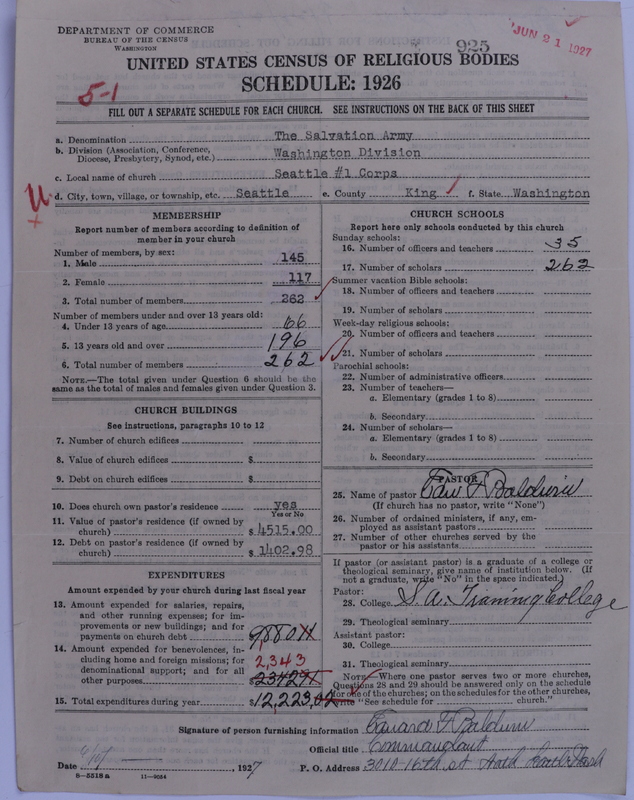 DEPARTMENT OF COMMERCE
BUREAU OF THE CENSUS
WASHINGTON
925
JUN 21 1927
UNITED STATES CENSUS OF RELIGIOUS BODIES
SCHEDULE: 1926
5-1
FILL OUT A SEPARATE SCHEDULE FOR EACH CHURCH. SEE INSTRUCTIONS ON THE BACK OF THIS SHEET
a. Denomination The Salvation Army
b. Division (Association, Conference, Diocese, Presbytery, Synod, etc.) Washington Division
c. Local name of church Seattle #1 Corps
d. City, town, village, or township, etc. Seattle e. County King f. State Washington
MEMBERSHIP
Report number of members according to definition of
member in your church
Number of members, by sex:
1. Male 145
2. Female 117
3. Total number of members 262
Number of members under and over 13 years old:
4. Under 13 years of age 66
5. 13 years old and over 196
6. Total number of members 262
NOTE.—The total given under Question 6 should be the
same as the total of males and females given under Question 3.
CHURCH BUILDINGS
See instructions, paragraphs 10 to 12
7. Number of church edifices
8. Value of church edifices $
9. Debt on church edifices $
10. Does church own pastor's residence yes
Yes or No
11. Value of pastor's residence (if owned by
church) $ 4515.00
12. Debt on pastor's residence (if owned by
church) $ 1402.98
EXPENDITURES
Amount expended by your church during last fiscal year
13. Amount expended for salaries, repairs,
and other running expenses; for im-
provements or new buildings; and for
payments on church debt
14. Amount expended for benevolences, in-
cluding home and foreign missions; for
denominational support; and for all
other purposes $
2,343
15. Total expenditures during year $ 12,223.02
CHURCH SCHOOLS
Report here only schools conducted by this church
Sunday schools:
16. Number of officers and teachers 35
17. Number of scholars 262
Summer vacation Bible schools:
18. Number of officers and teachers
19. Number of scholars
Week-day religious schools:
20. Number of officers and teachers
21. Number of scholars
Parochial schools:
22. Number of administrative officers
23. Number of teachers—
a. Elementary (grades 1 to 8)
b. Secondary
24. Number of scholars—
a. Elementary (grades 1 to 8)
b. Secondary
PASTOR
25. Name of pastor Edw F Baldwin
(If church has no pastor, write "None")
26. Number of ordained ministers, if any, em-
ployed as assistant pastors
27. Number of other churches served by the
pastor or his assistants
If pastor (or assistant pastor) is a graduate of a college or
theological seminary, give name of institution below. (If
not a graduate, write "No" in the space indicated.)
Pastor:
28. College S. A. Training College
29. Theological seminary
Assistant pastor:
30. College
31. Theological seminary
NOTE.—Where one pastor serves two or more churches,
Questions 28 and 29 should be answered only on the schedule
for one of the churches; on the schedules for the other churches,
write "See schedule for church."
Signature of person furnishing information Edward F Baldwin
Official title Commandant
Date , 1927
P. O. Address 3010-16th St
8-5518a 11-9034